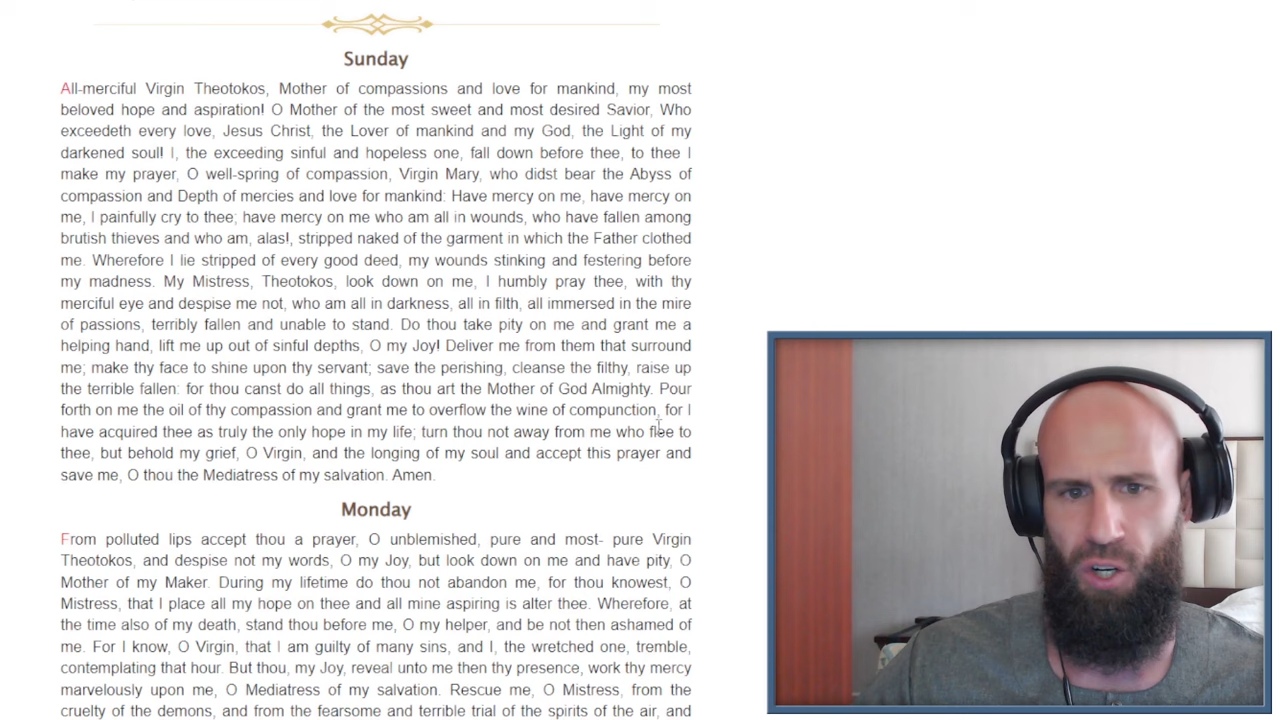 Sunday
All-merciful Virgin Theotokos, Mother of compassions and love for mankind, my most
beloved hope and aspiration! O Mother of the most sweet and most desired Savior, Who
exceedeth every love, Jesus Christ, the Lover of mankind and my God, the Light of my
darkened soul! I, the exceeding sinful and hopeless one, fall down before thee, to thee I
make my prayer, O well-spring of compassion, Virgin Mary, who didst bear the Abyss of
compassion and Depth of mercies and love for mankind: Have mercy on me, have mercy on
me, I painfully cry to thee; have mercy on me who am all in wounds, who have fallen among
brutish thieves and who am, alas!, stripped naked of the garment in which the Father clothed
me. Wherefore I lie stripped of every good deed, my wounds stinking and festering before
my madness. My Mistress, Theotokos, look down on me, I humbly pray thee, with thy
merciful eye and despise me not, who am all in darkness, all in filth, all immersed in the mire
of passions, terribly fallen and unable to stand. Do thou take pity on me and grant me a
helping hand, lift me up out of sinful depths, O my Joy! Deliver me from them that surround
me; make thy face to shine upon thy servant; save the perishing, cleanse the filthy, raise up
the terrible fallen: for thou canst do all things, as thou art the Mother of God Almighty. Pour
forth on me the oil of thy compassion and grant me to overflow the wine of compunction, for I
have acquired thee as truly the only hope in my life; turn thou not away from me who flee to
thee, but behold my grief, O Virgin, and the longing of my soul and accept this prayer and
save me, O thou the Mediatress of my salvation. Amen.
Monday
From polluted lips accept thou a prayer, O unblemished, pure and most- pure Virgin
Theotokos, and despise not my words, O my Joy, but look down on me and have pity, O
Mother of my Maker. During my lifetime do thou not abandon me, for thou knowest, O
Mistress, that I place all my hope on thee and all mine aspiring is alter thee. Wherefore, at
the time also of my death, stand thou before me, O my helper, and be not then ashamed of
me. For I know, O Virgin, that I am guilty of many sins, and I, the wretched one, tremble,
contemplating that hour. But thou, my Joy, reveal unto me then thy presence, work thy mercy
marvelously upon me, O Mediatress of my salvation. Rescue me, O Mistress, from the
cruelty of the demons, and from the fearsome and terrible trial of the spirits of the air, and